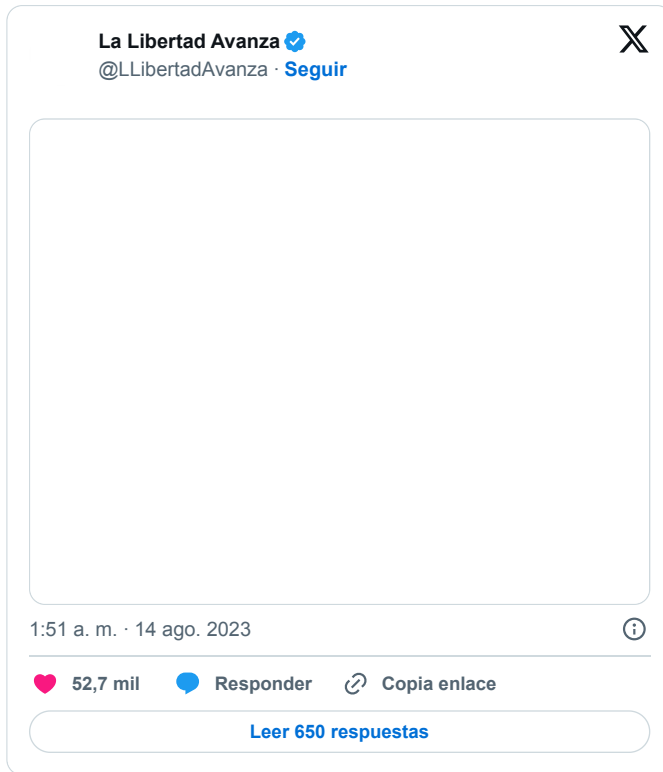 La Libertad Avanza
@LLibertadAvanza · Seguir
1:51 a. m. · 14 ago. 2023
52,7 mil Responder Copia enlace
Leer 650 respuestas